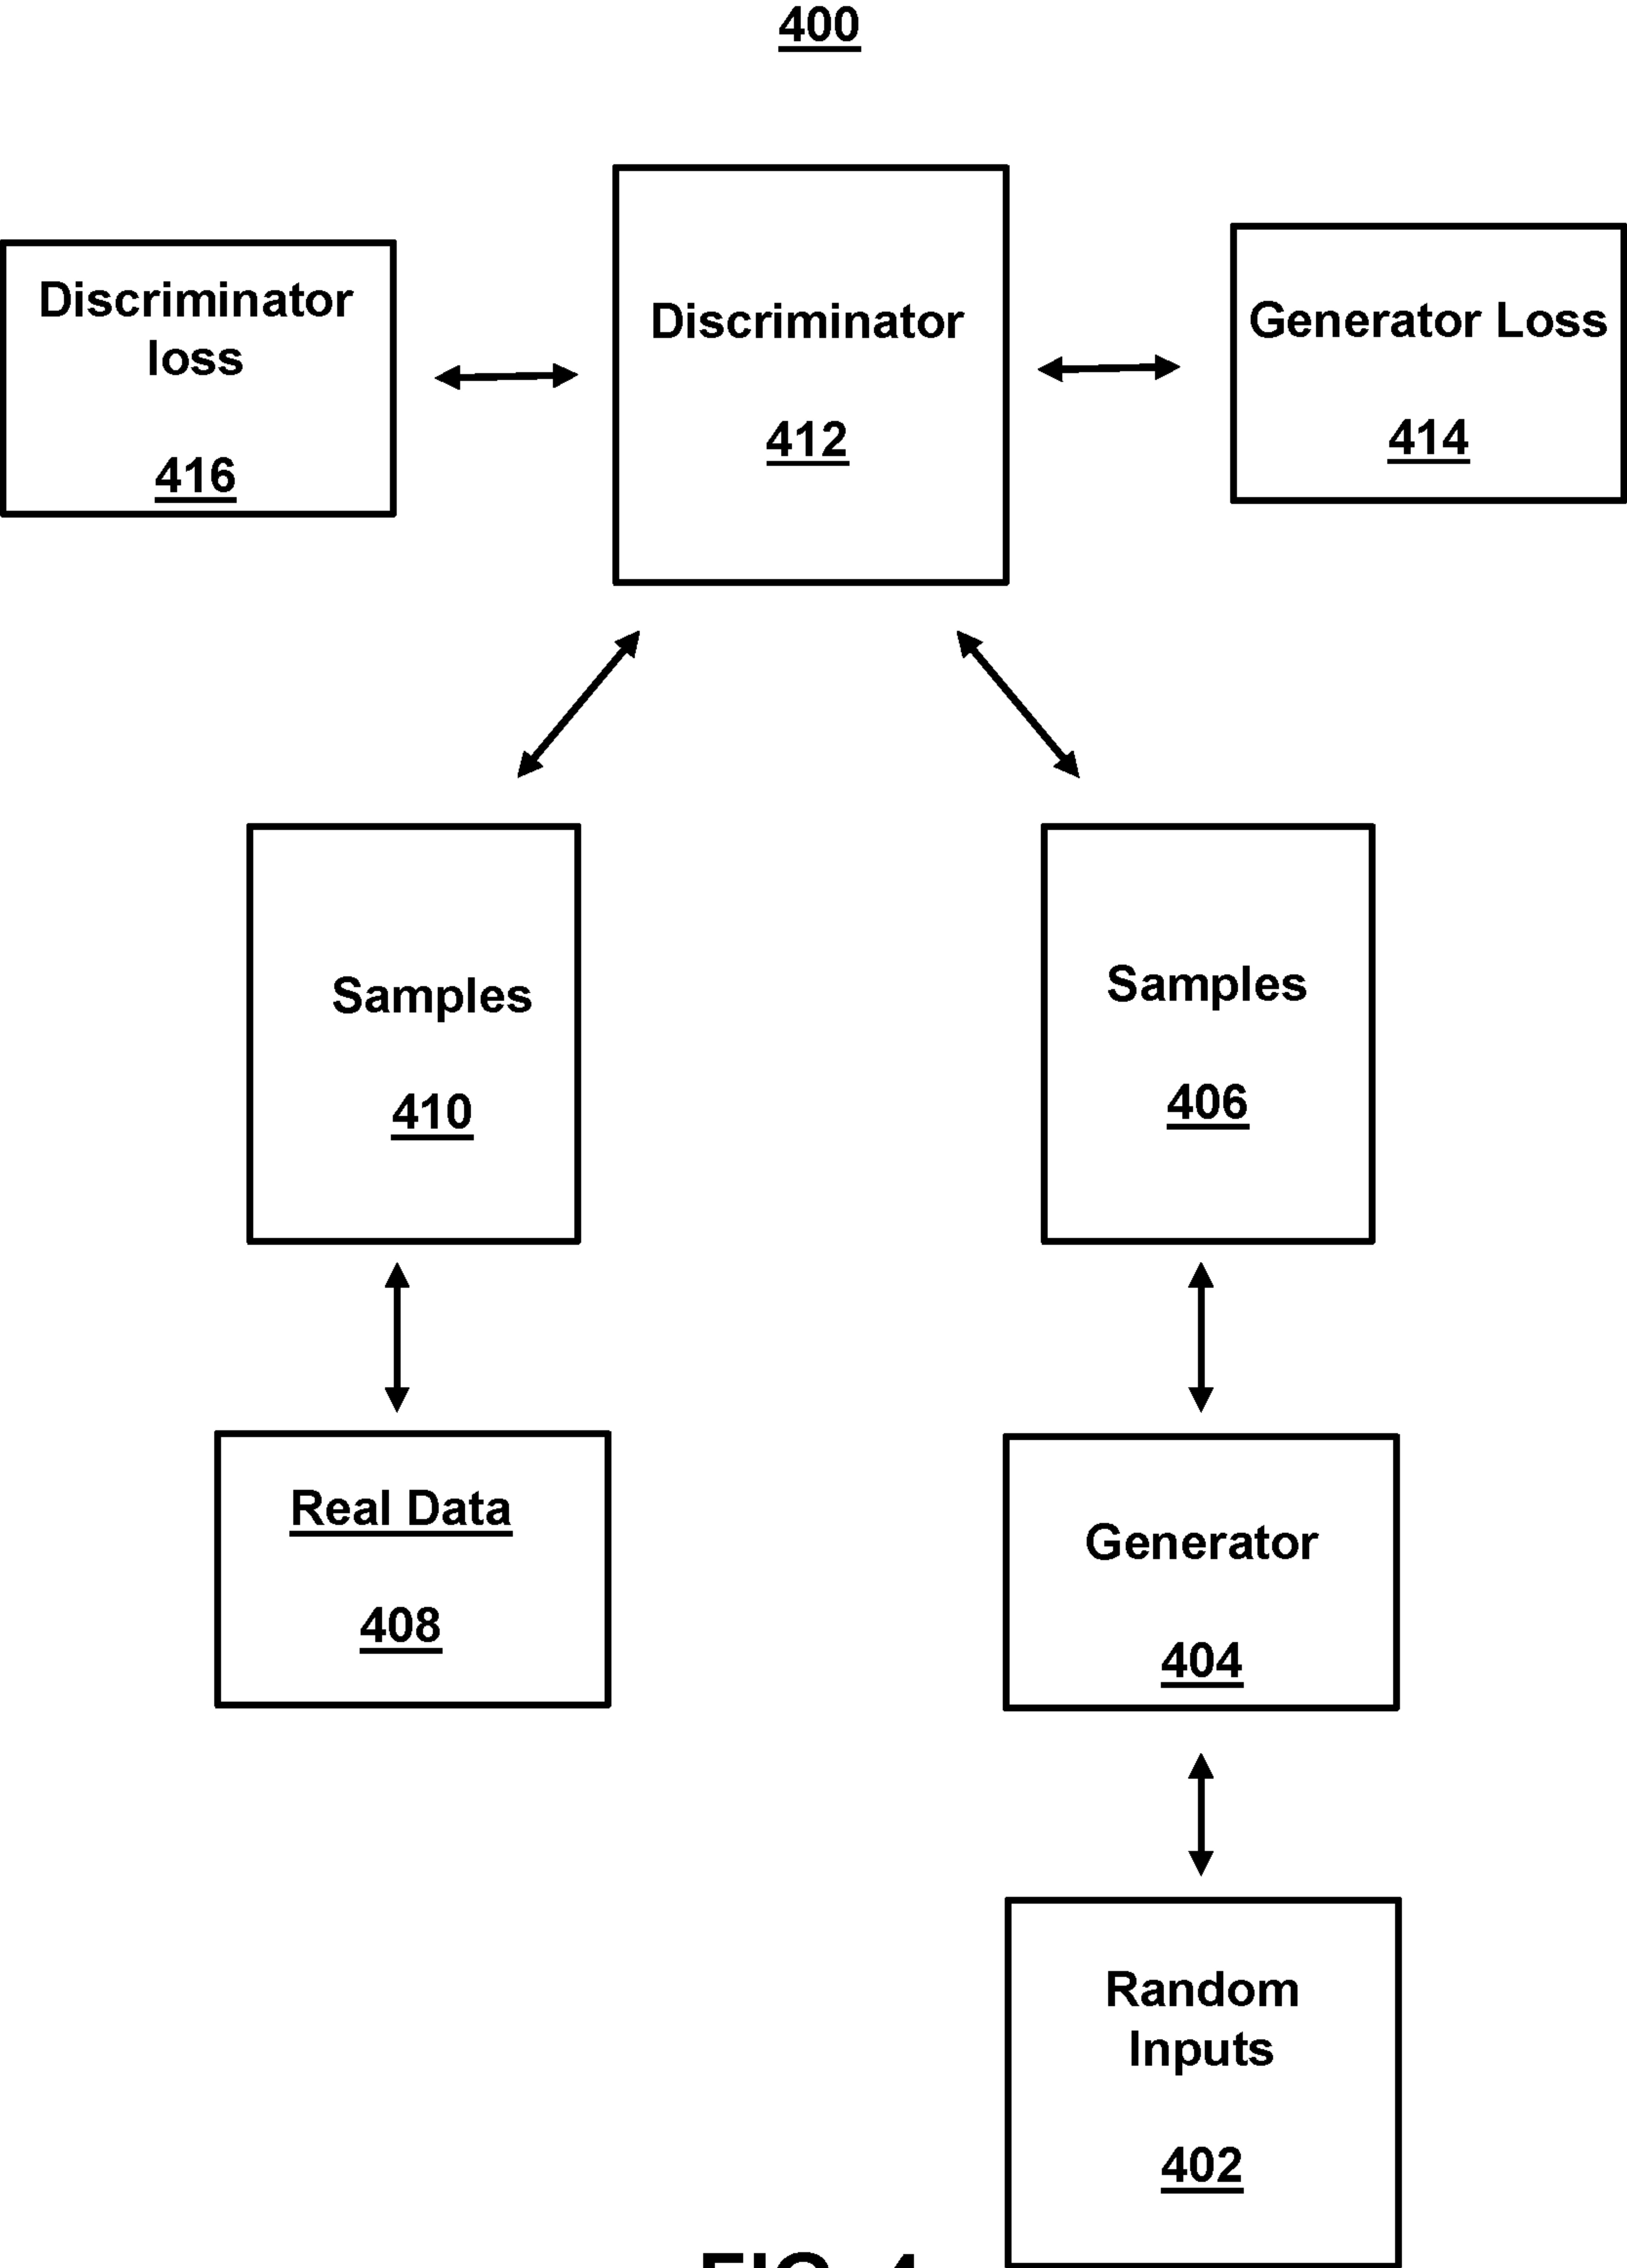 400
Discriminator
loss
416
Discriminator
412
Generator Loss
414
Samples
410
Samples
406
Real Data
408
Generator
404
Random
Inputs
402